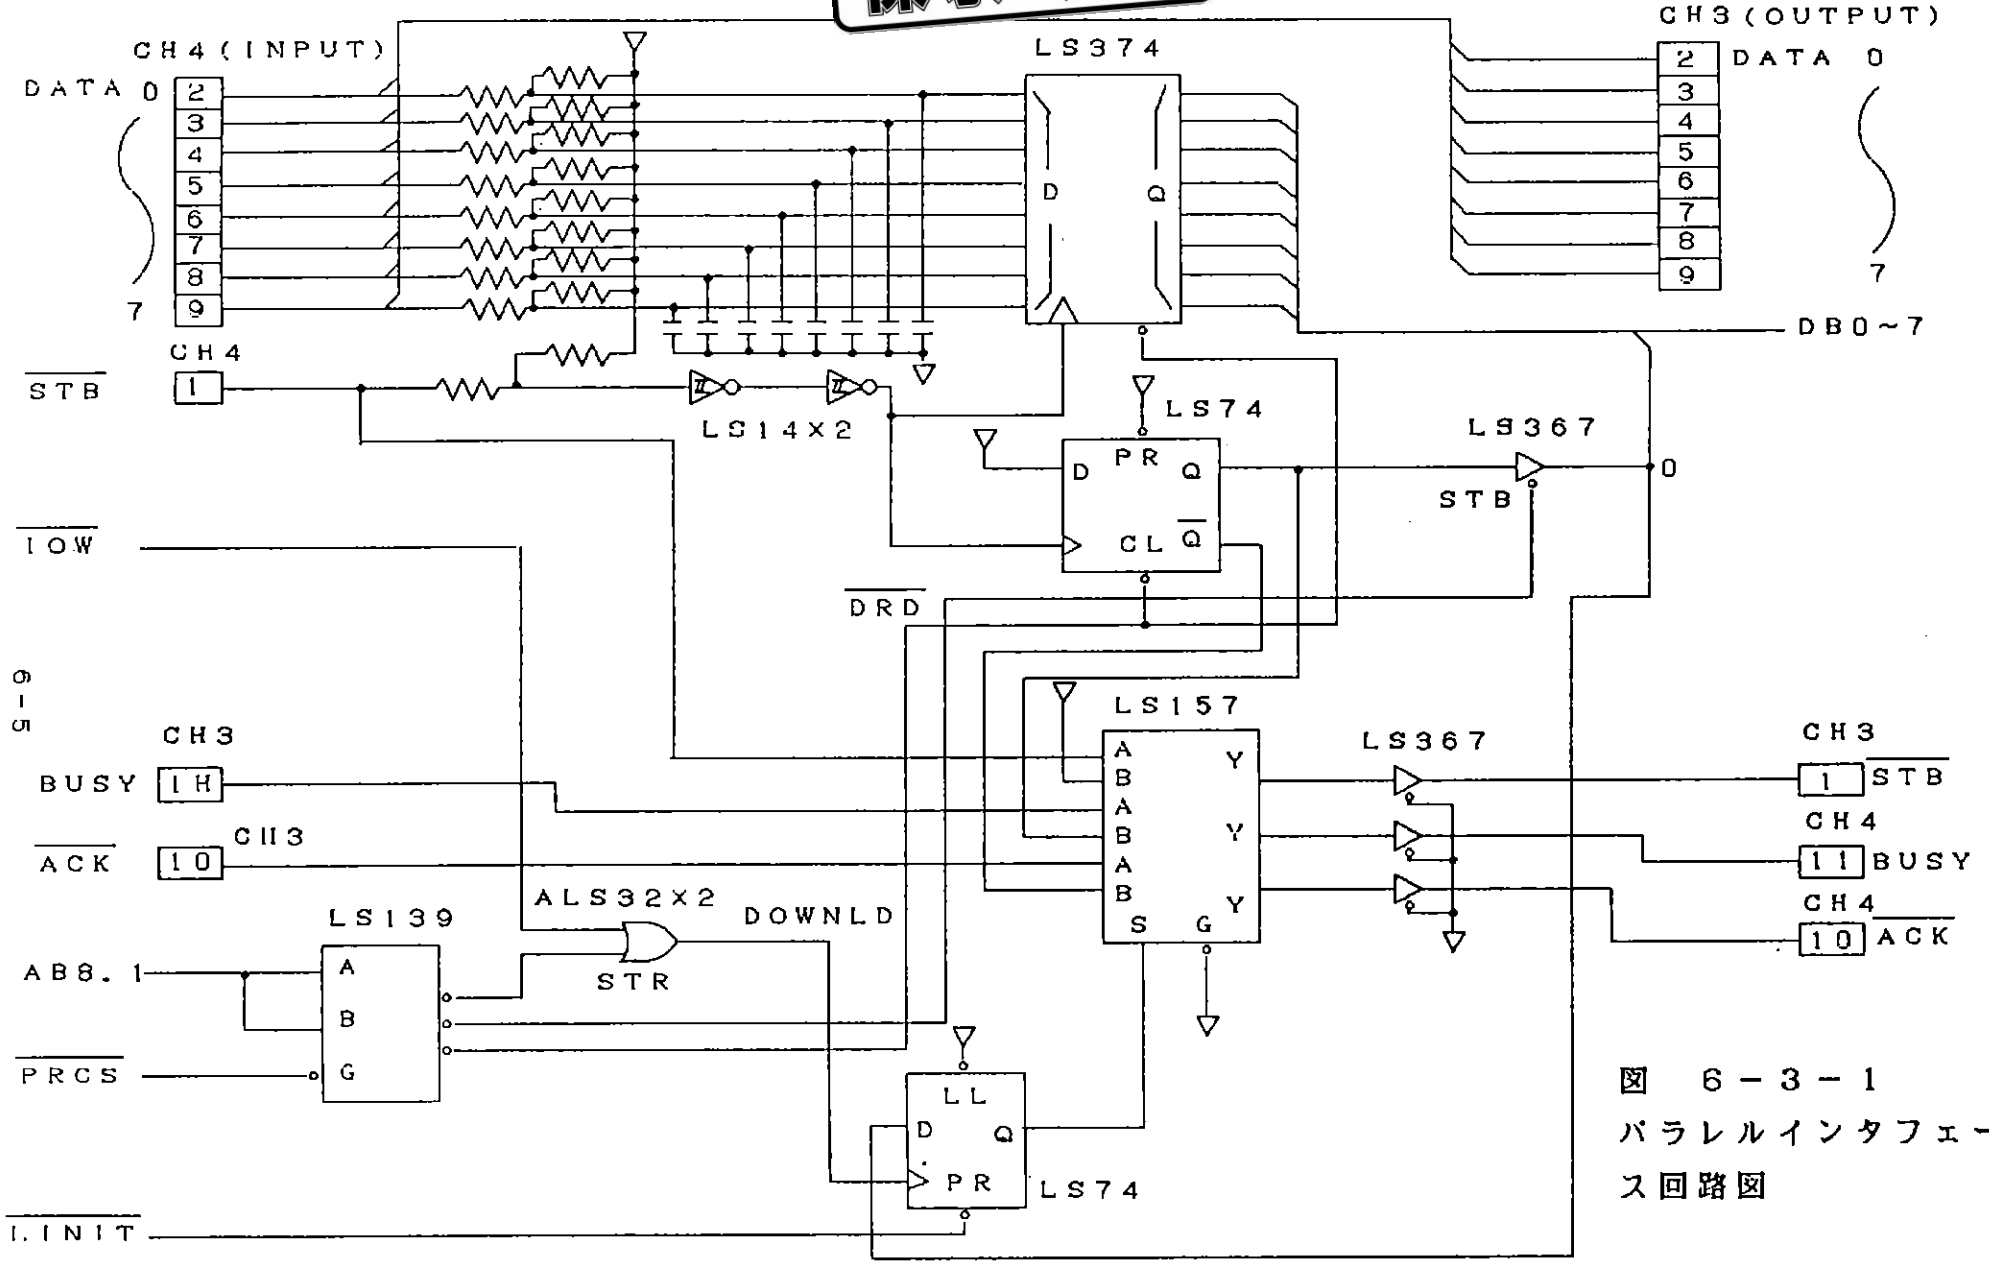 CH4(INPUT)
DATA 0
2
3
4
5
6
7
8
9
7
CH4
STB
1
LS14×2
LS374
D
Q
CH3(OUTPUT)
2
3
4
5
6
7
8
9
DATA 0
7
DB0~7
LS74
D
PR
Q
CL
Q
LS367
STB
0
IOW
DRD
6-5
CH3
BUSY
1H
CH3
ACK
10
LS157
A
B
A
B
A
B
Y
Y
Y
S
G
LS367
CH3
1
STB
CH4
11
BUSY
CH4
10
ACK
LS139
A
B
G
AB8.1
PRCS
ALS32×2
STR
DOWNLD
LL
D
Q
PR
LS74
LINIT
図 6-3-1
パラレルインタフェー
ス回路図